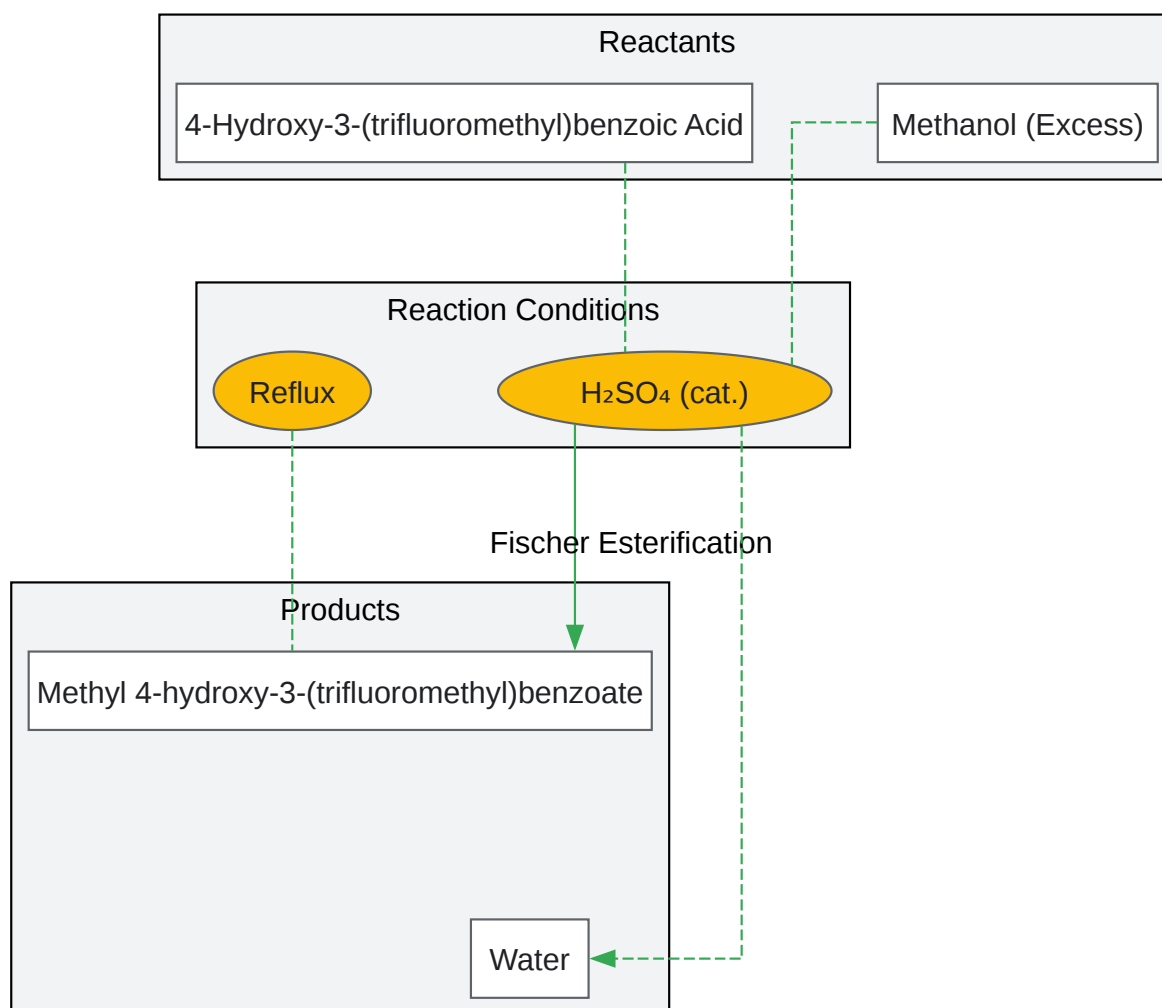 Reactants
4-Hydroxy-3-(trifluoromethyl)benzoic Acid
Methanol (Excess)
Reaction Conditions
Reflux
H₂SO₄ (cat.)
Fischer Esterification
Products
Methyl 4-hydroxy-3-(trifluoromethyl)benzoate
Water